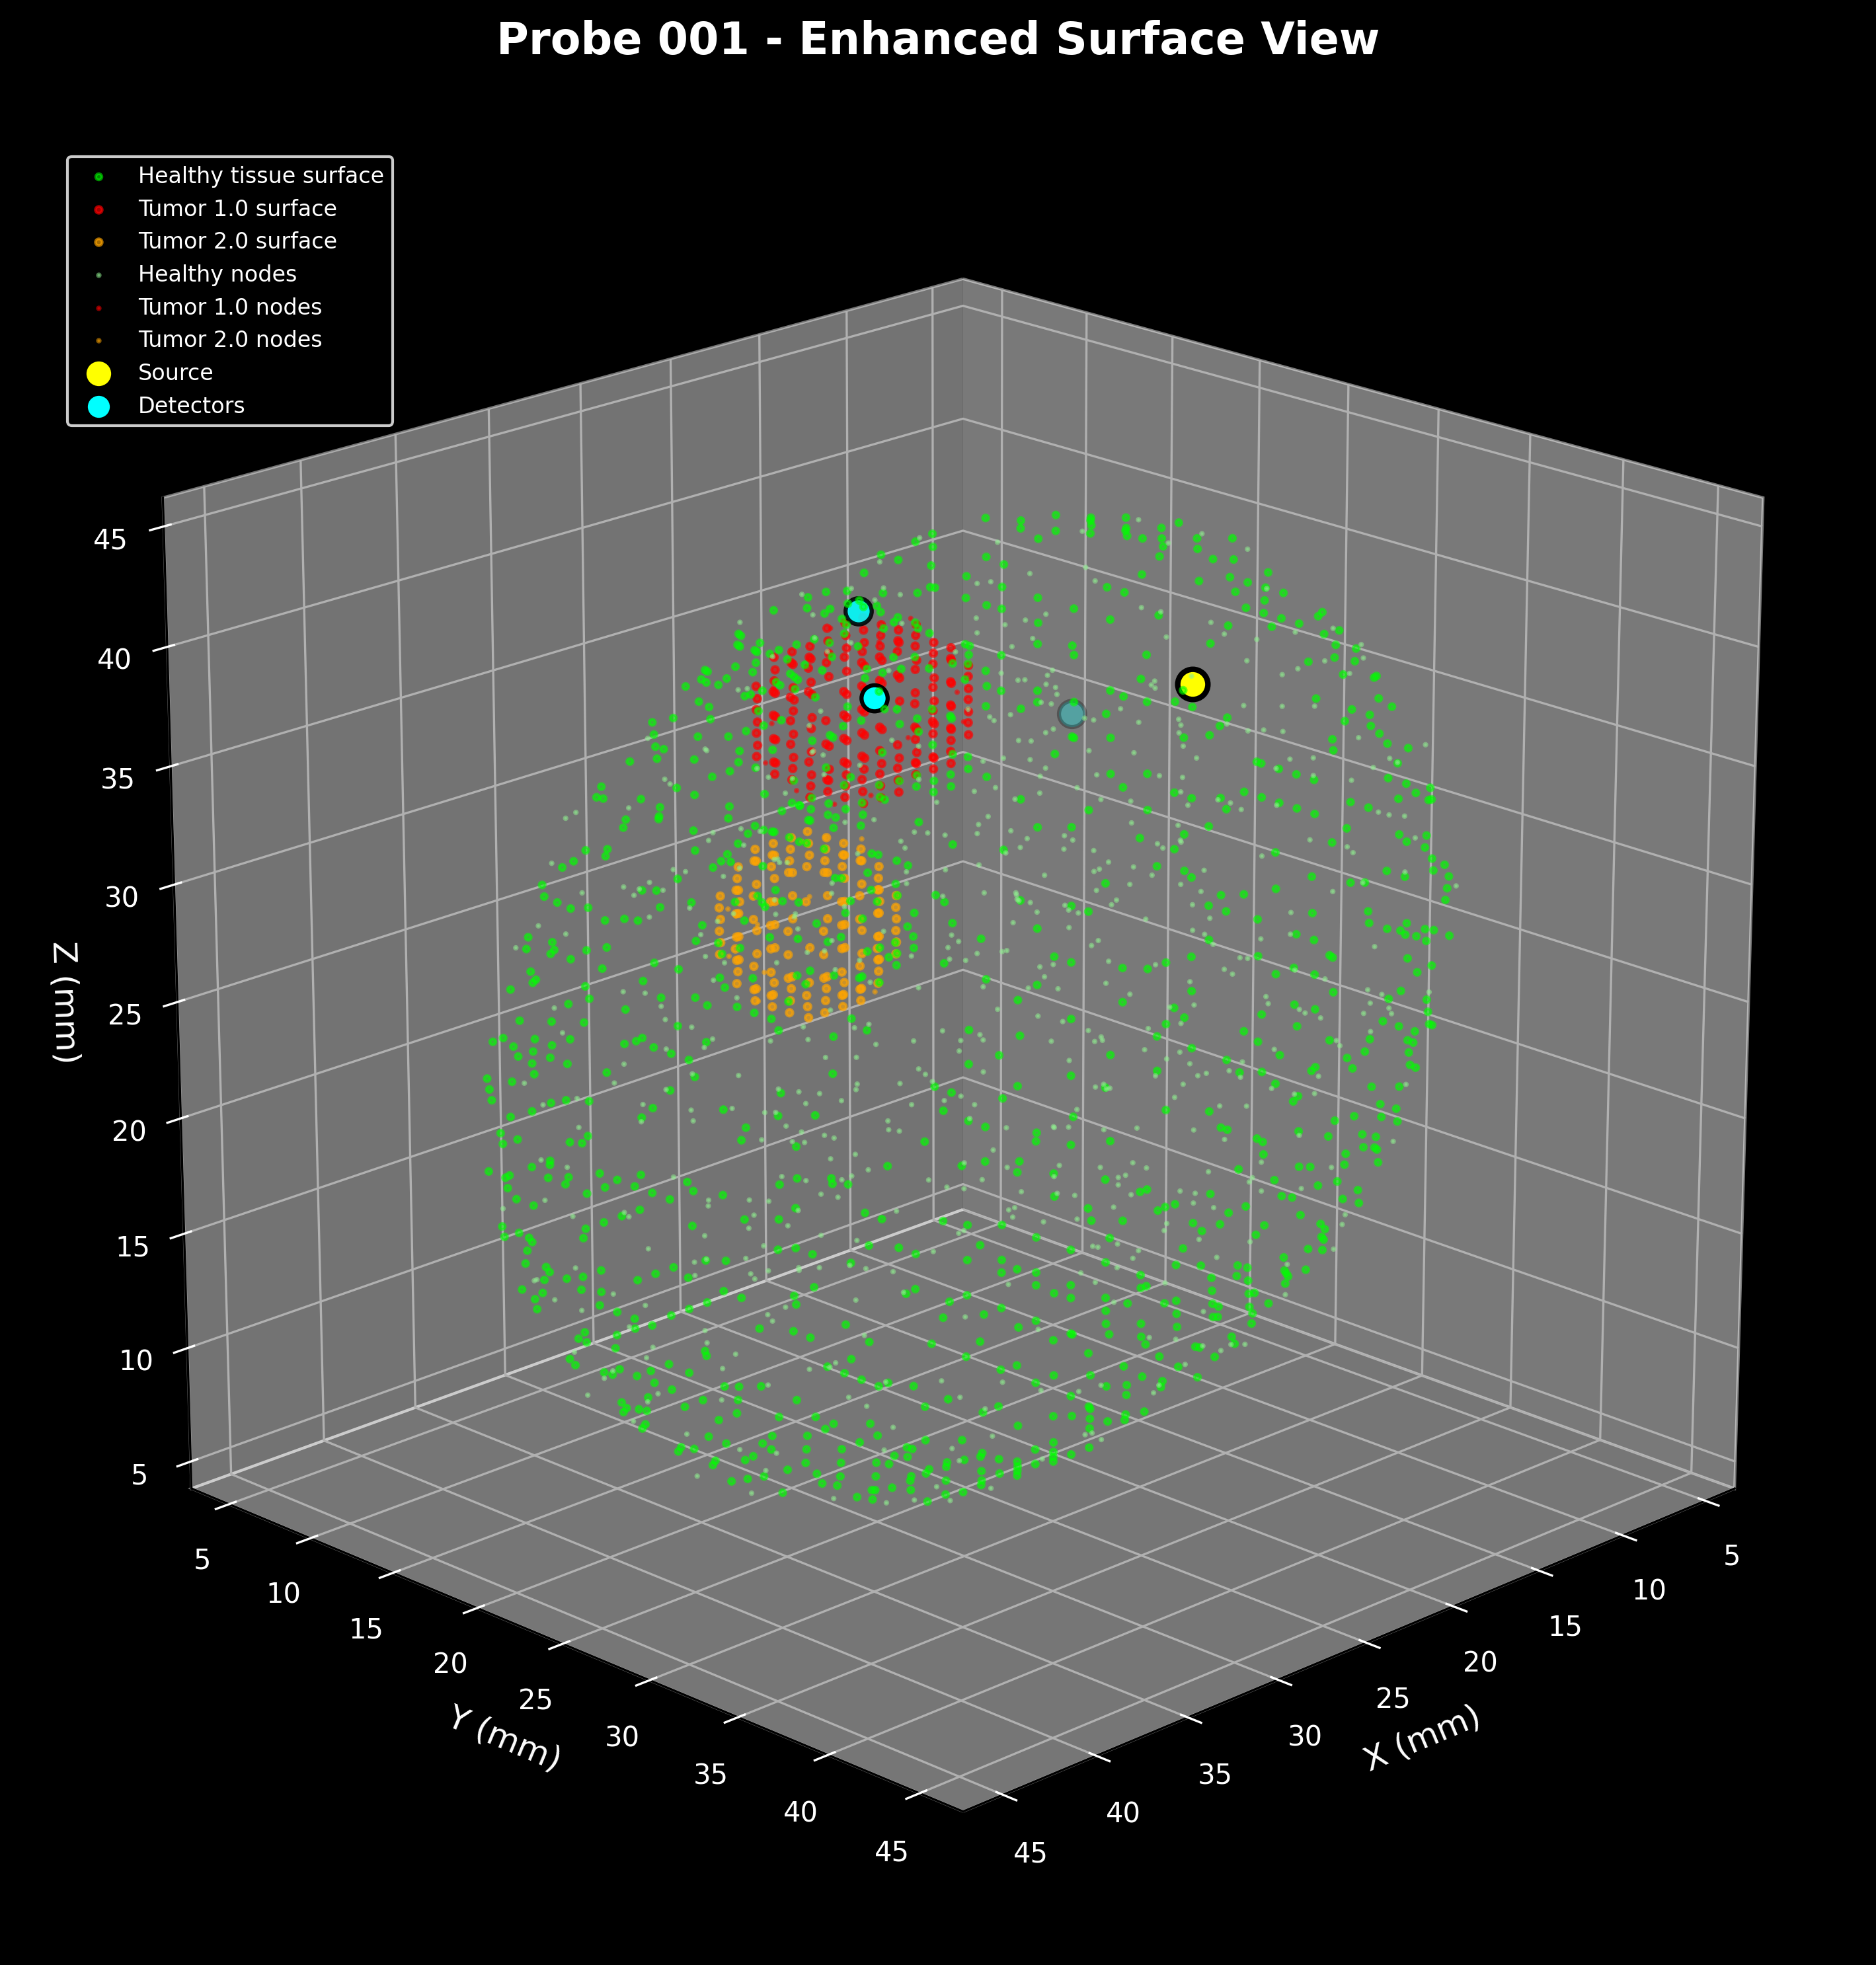 Probe 001 - Enhanced Surface View
Healthy tissue surface
Tumor 1.0 surface
Tumor 2.0 surface
Healthy nodes
Tumor 1.0 nodes
Tumor 2.0 nodes
Source
Detectors
45
40
35
30
25
20
15
10
5
Z (mm)
5
10
15
20
25
30
35
40
45
Y (mm)
5
10
15
20
25
30
35
40
45
X (mm)